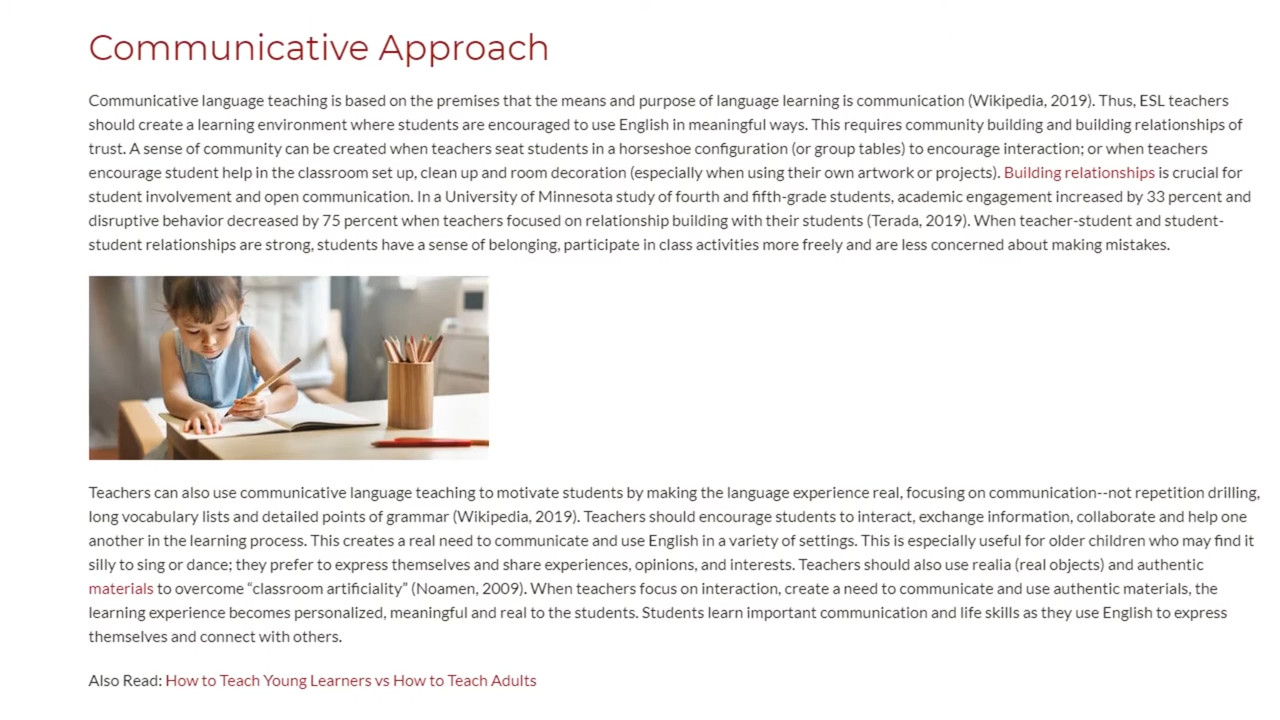 Communicative Approach
Communicative language teaching is based on the premises that the means and purpose of language learning is communication (Wikipedia, 2019). Thus, ESL teachers
should create a learning environment where students are encouraged to use English in meaningful ways. This requires community building and building relationships of
trust. A sense of community can be created when teachers seat students in a horseshoe configuration (or group tables) to encourage interaction; or when teachers
encourage student help in the classroom set up, clean up and room decoration (especially when using their own artwork or projects). Building relationships is crucial for
student involvement and open communication. In a University of Minnesota study of fourth and fifth-grade students, academic engagement increased by 33 percent and
disruptive behavior decreased by 75 percent when teachers focused on relationship building with their students (Terada, 2019). When teacher-student and student-
student relationships are strong, students have a sense of belonging, participate in class activities more freely and are less concerned about making mistakes.
Teachers can also use communicative language teaching to motivate students by making the language experience real, focusing on communication--not repetition drilling,
long vocabulary lists and detailed points of grammar (Wikipedia, 2019). Teachers should encourage students to interact, exchange information, collaborate and help one
another in the learning process. This creates a real need to communicate and use English in a variety of settings. This is especially useful for older children who may find it
silly to sing or dance; they prefer to express themselves and share experiences, opinions, and interests. Teachers should also use realia (real objects) and authentic
materials to overcome “classroom artificiality” (Noamen, 2009). When teachers focus on interaction, create a need to communicate and use authentic materials, the
learning experience becomes personalized, meaningful and real to the students. Students learn important communication and life skills as they use English to express
themselves and connect with others.
Also Read: How to Teach Young Learners vs How to Teach Adults